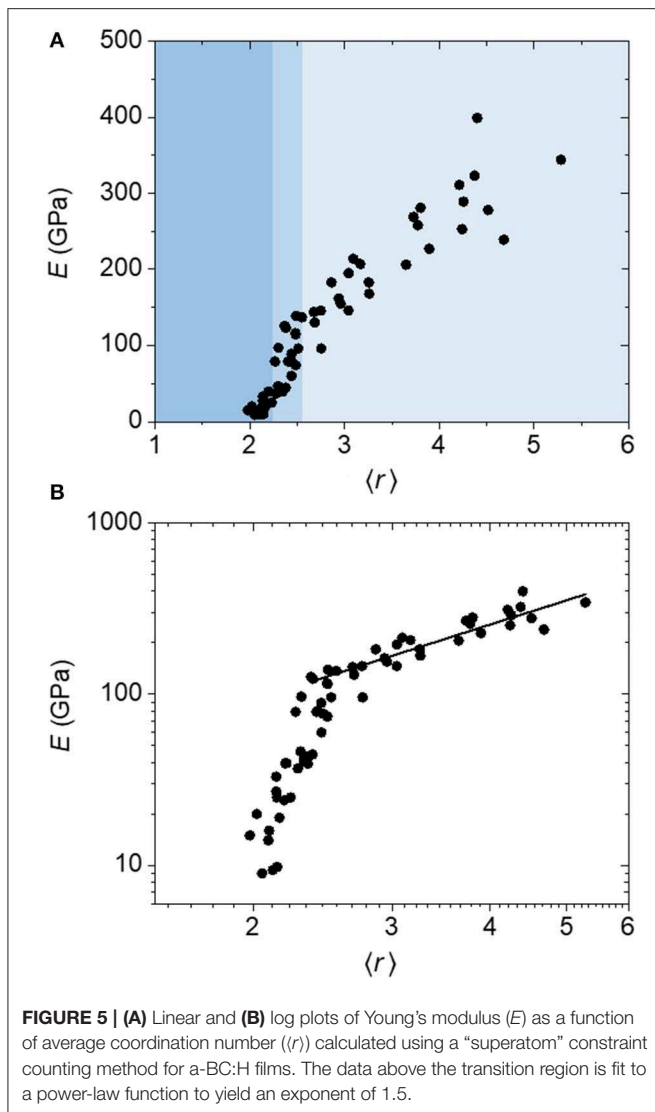 A
500
400
300
200
100
0
E (GPa)
1 2 3 4 5 6
⟨r⟩
B
1000
100
10
E (GPa)
2 3 4 5 6
⟨r⟩
FIGURE 5 | (A) Linear and (B) log plots of Young's modulus (E) as a function
of average coordination number (⟨r⟩) calculated using a "superatom" constraint
counting method for a-BC:H films. The data above the transition region is fit to
a power-law function to yield an exponent of 1.5.